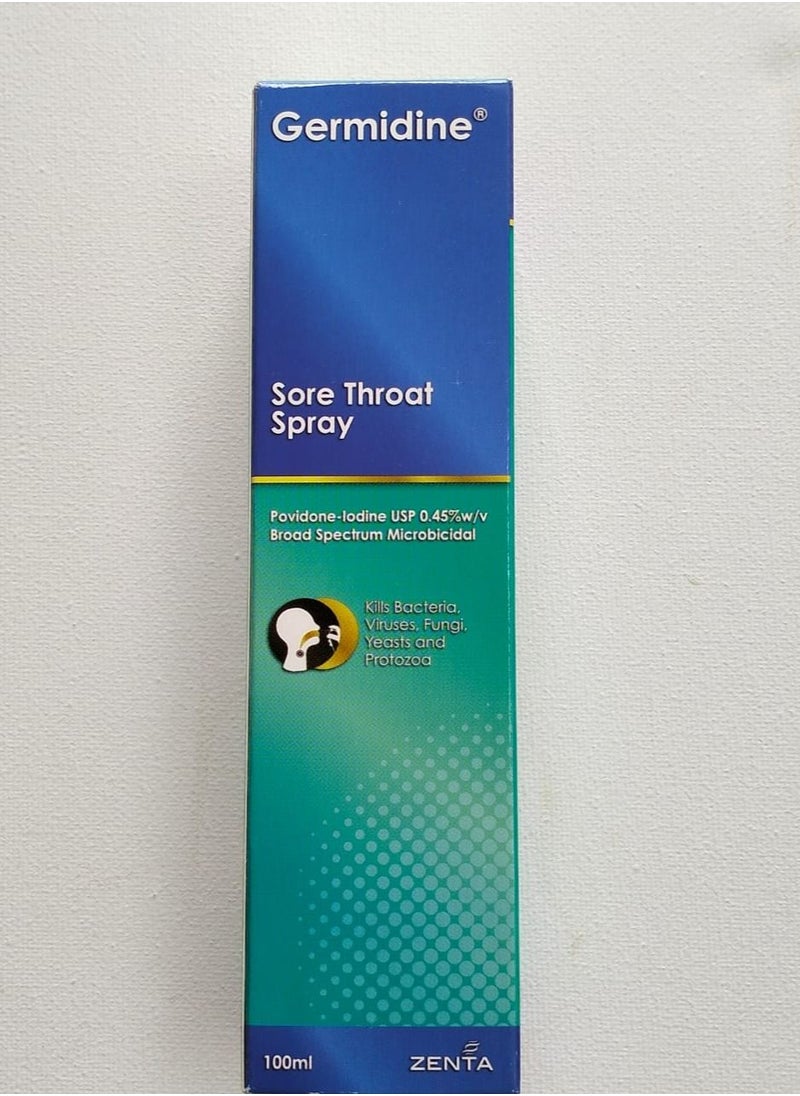 Germidine®
Sore Throat
Spray
Povidone-Iodine USP 0.45%w/v
Broad Spectrum Microbicidal
Kills Bacteria,
Viruses, Fungi,
Yeasts and
Protozoa
100ml
ZENTA